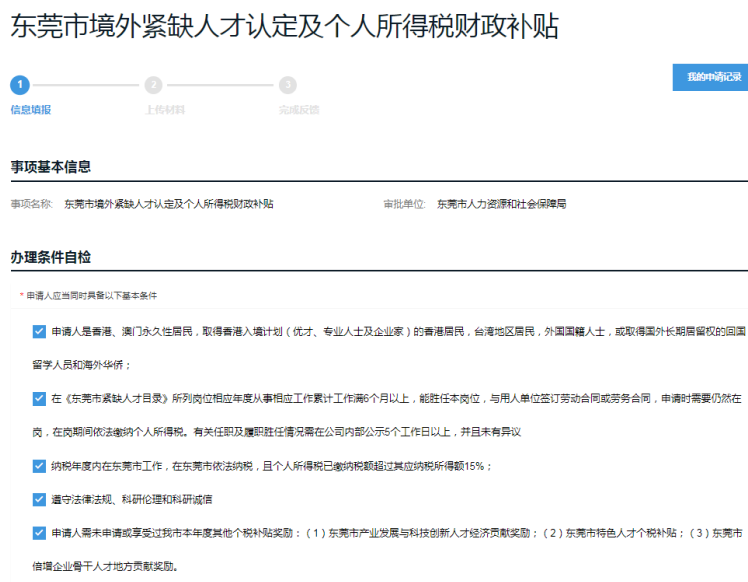 东莞市境外紧缺人才认定及个人所得税财政补贴
我的申请记录
1 2 3
信息填报 上传材料 完成反馈
事项基本信息
事项名称: 东莞市境外紧缺人才认定及个人所得税财政补贴 审批单位: 东莞市人力资源和社会保障局
办理条件自检
* 申请人应当同时具备以下基本条件
申请人是香港、澳门永久性居民，取得香港入境计划（优才、专业人士及企业家）的香港居民，台湾地区居民，外国国籍人士，或取得国外长期居留权的回国
留学人员和海外华侨；
在《东莞市紧缺人才目录》所列岗位相应年度从事相应工作累计工作满6个月以上，能胜任本岗位，与用人单位签订劳动合同或劳务合同，申请时需要仍然在
岗，在岗期间依法缴纳个人所得税。有关任职及履职胜任情况需在公司内部公示5个工作日以上，并且未有异议
纳税年度内在东莞市工作，在东莞市依法纳税，且个人所得税已缴纳税额超过其应纳税所得额15%；
遵守法律法规、科研伦理和科研诚信
申请人需未申请或享受过我市本年度其他个税补贴奖励：（1）东莞市产业发展与科技创新人才经济贡献奖励；（2）东莞市特色人才个税补贴；（3）东莞市
倍增企业骨干人才地方贡献奖励。